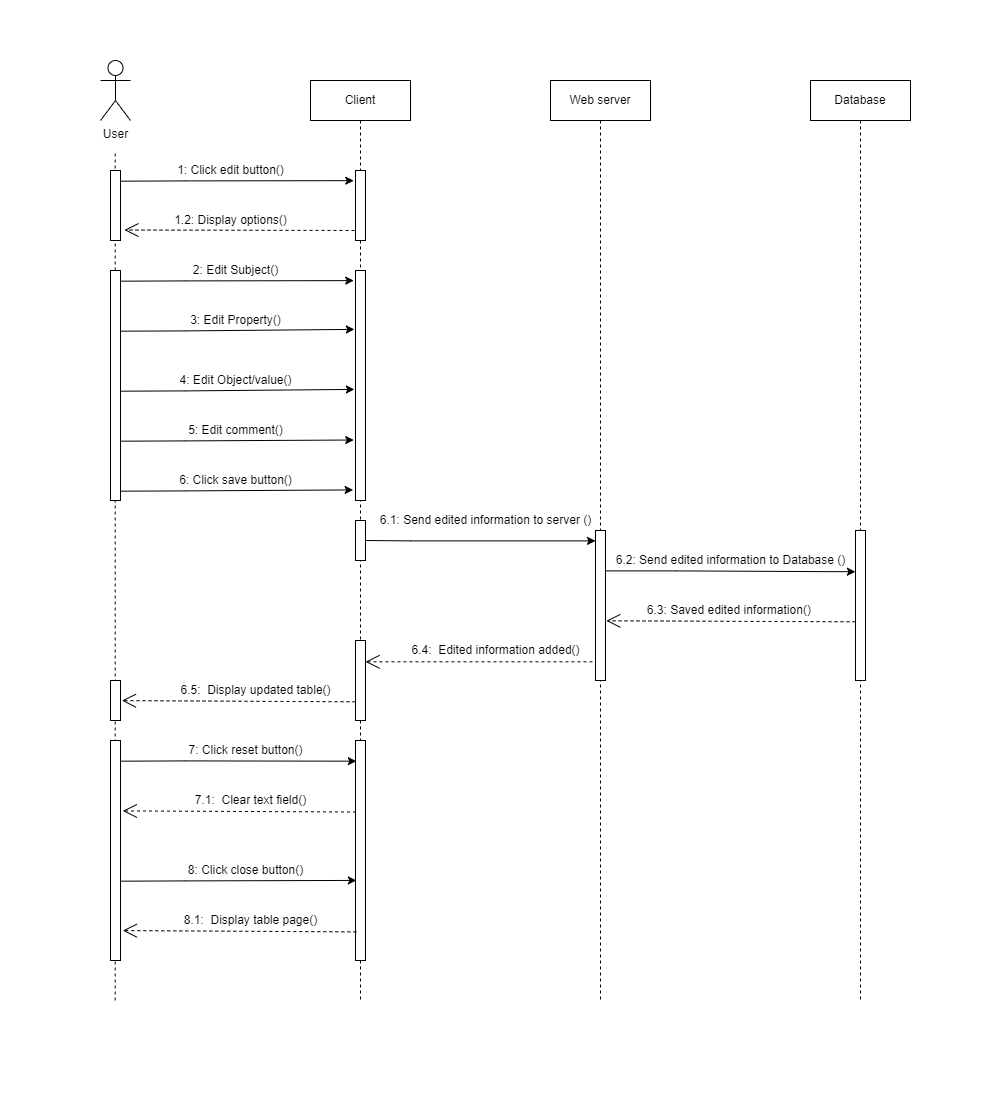 User
Client
Web server
Database
1: Click edit button()
1.2: Display options()
2: Edit Subject()
3: Edit Property()
4: Edit Object/value()
5: Edit comment()
6: Click save button()
6.1: Send edited information to server ()
6.2: Send edited information to Database ()
6.3: Saved edited information()
6.4:  Edited information added()
6.5:  Display updated table()
7: Click reset button()
7.1:  Clear text field()
8: Click close button()
8.1:  Display table page()